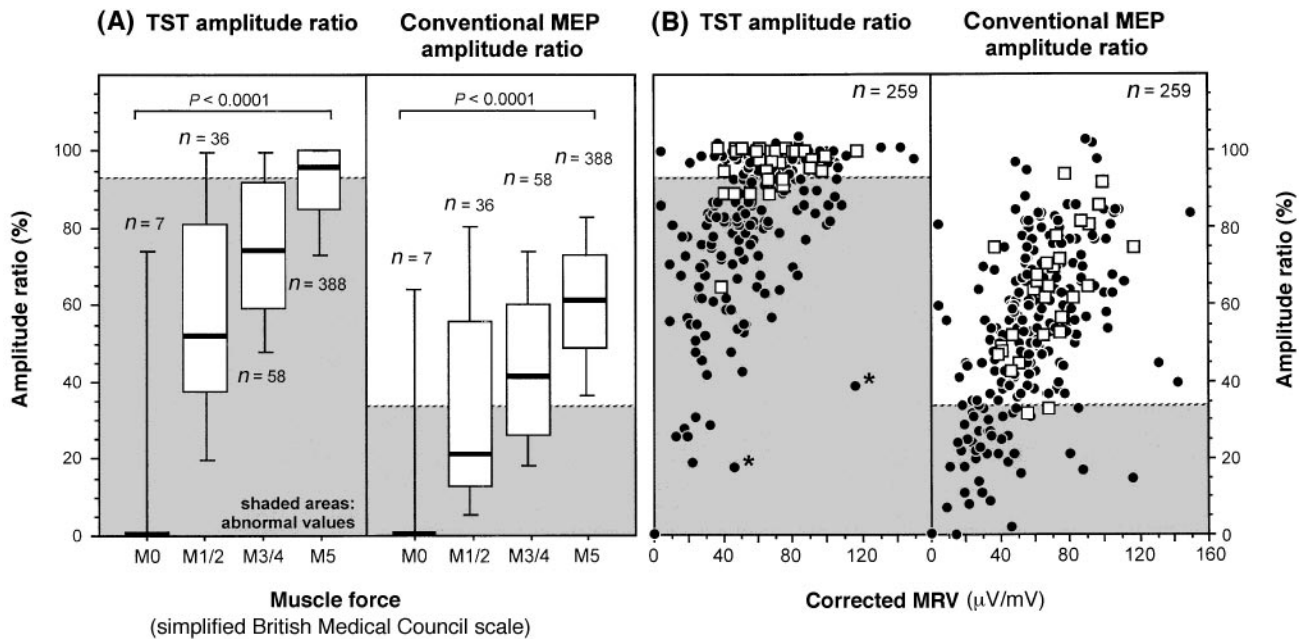 (A) TST amplitude ratio
Conventional MEP
amplitude ratio
(B) TST amplitude ratio
Conventional MEP
amplitude ratio
Amplitude ratio (%)
100
80
60
40
20
0
P < 0.0001
n = 7
n = 36
n = 58
n = 388
shaded areas:
abnormal values
M0 M1/2 M3/4 M5
P < 0.0001
n = 7
n = 36
n = 58
n = 388
M0 M1/2 M3/4 M5
Muscle force
(simplified British Medical Council scale)
n = 259
*
*
0 40 80 120
n = 259
0 40 80 120 160
100
80
60
40
20
0
Amplitude ratio (%)
Corrected MRV (μV/mV)